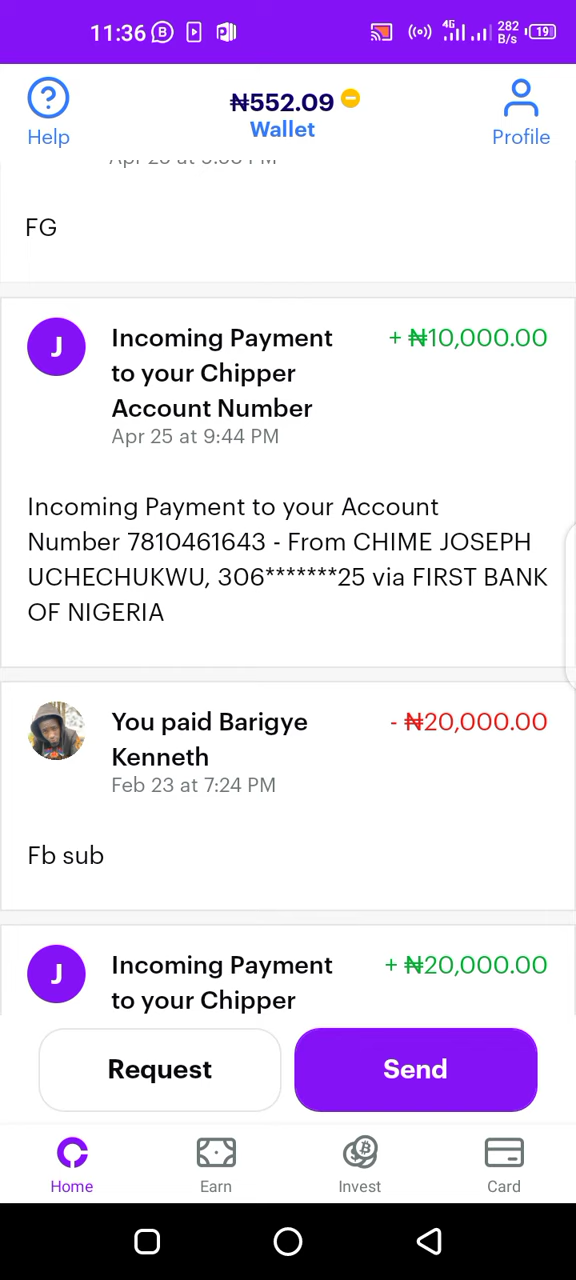 11:36
4G 282 B/s 19
Help
₦552.09
Wallet
Profile
FG
J
Incoming Payment
to your Chipper
Account Number
+ ₦10,000.00
Apr 25 at 9:44 PM
Incoming Payment to your Account
Number 7810461643 - From CHIME JOSEPH
UCHECHUKWU, 306*******25 via FIRST BANK
OF NIGERIA
You paid Barigye
Kenneth
- ₦20,000.00
Feb 23 at 7:24 PM
Fb sub
J
Incoming Payment
to your Chipper
+ ₦20,000.00
Request
Send
Home
Earn
Invest
Card